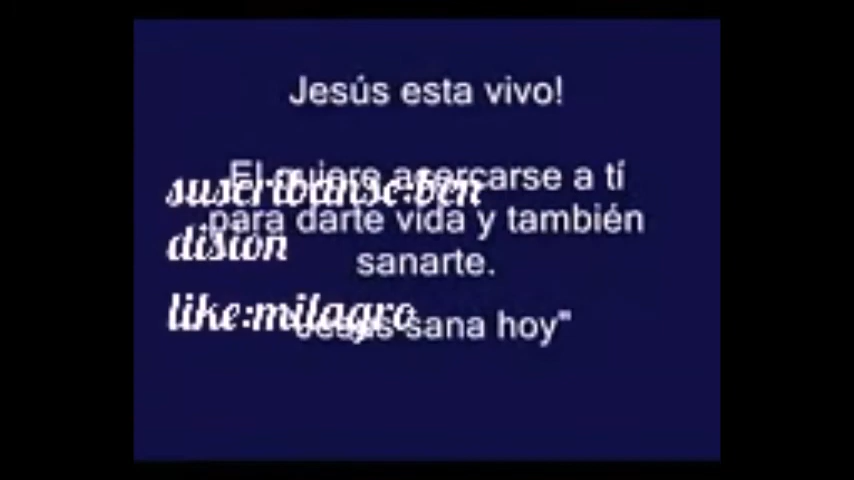 Jesús esta vivo!
El quiere acercarse a tí
para darte vida y también
sanarte.
"Jesús sana hoy"
suscribanse:ben
disión
like:milagro